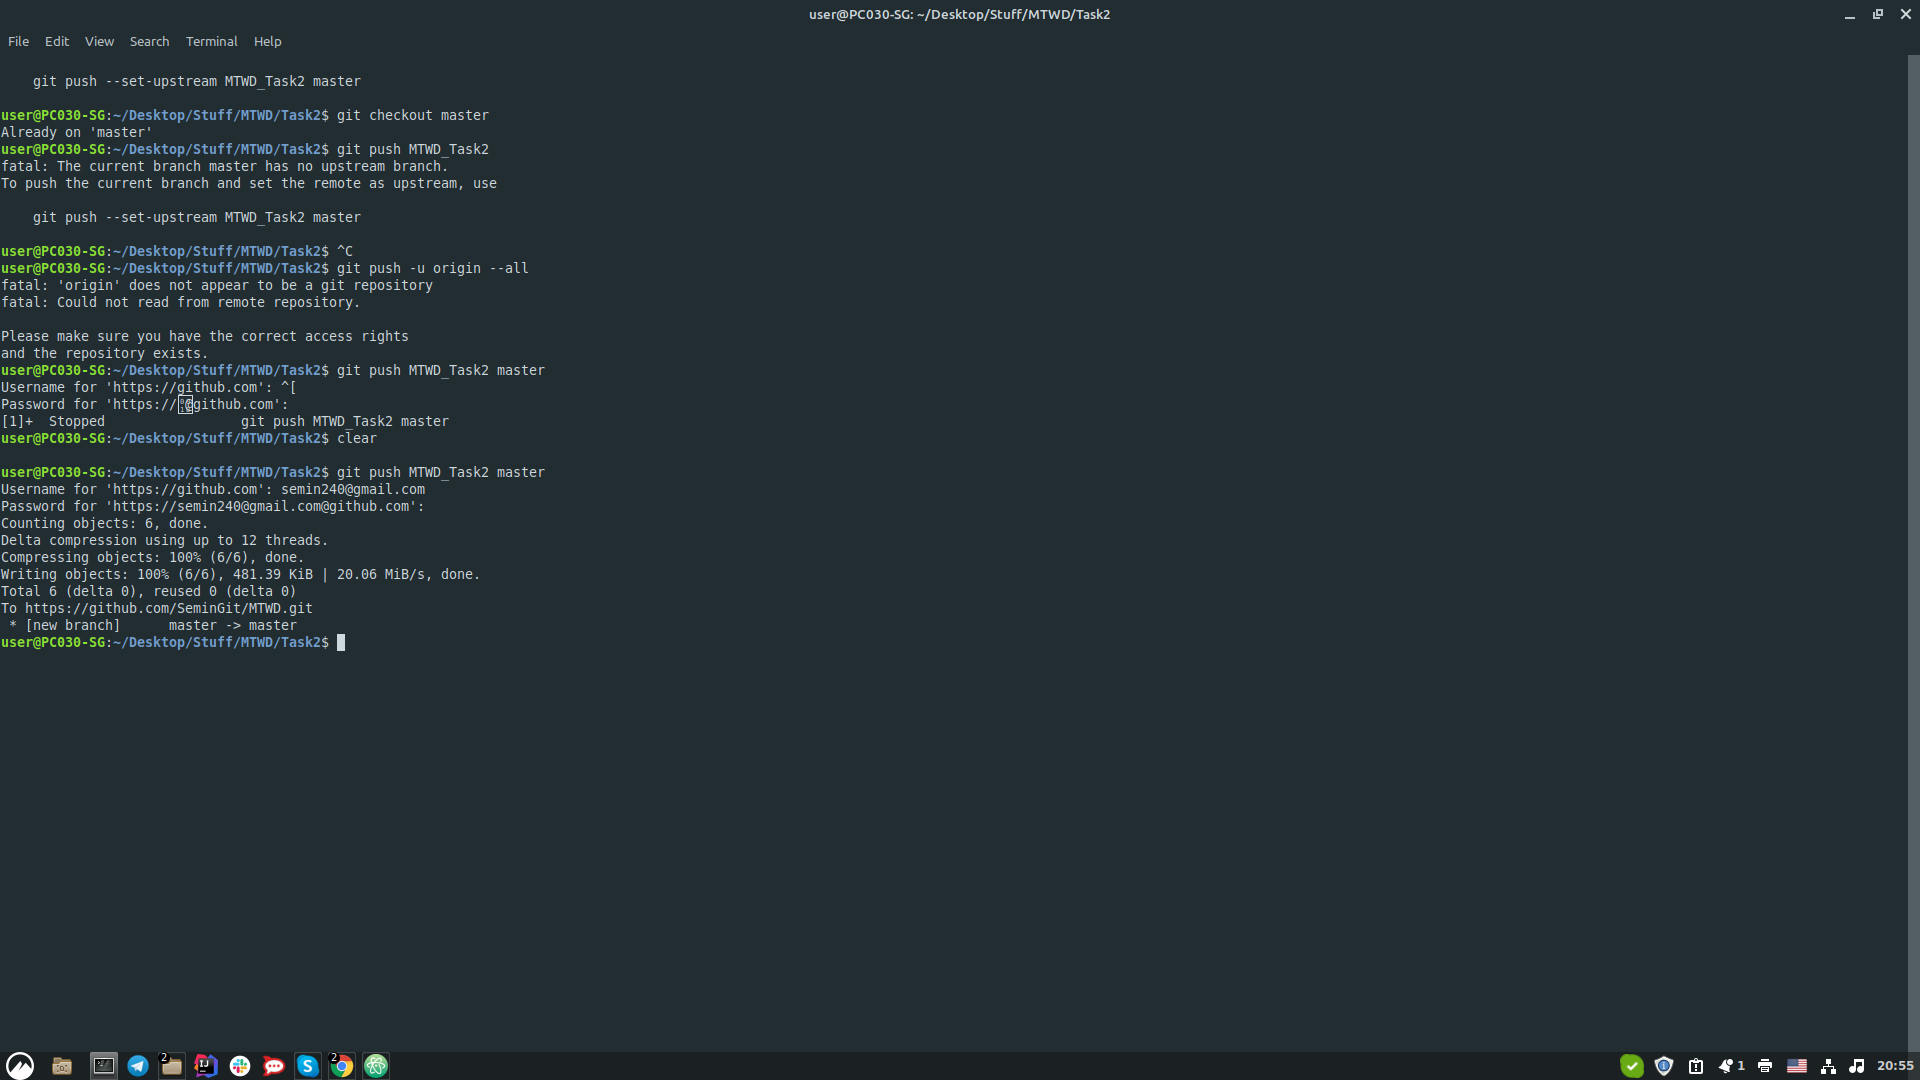 user@PC030-SG: ~/Desktop/Stuff/MTWD/Task2
File Edit View Search Terminal Help
    git push --set-upstream MTWD_Task2 master
user@PC030-SG:~/Desktop/Stuff/MTWD/Task2$ git checkout master
Already on 'master'
user@PC030-SG:~/Desktop/Stuff/MTWD/Task2$ git push MTWD_Task2
fatal: The current branch master has no upstream branch.
To push the current branch and set the remote as upstream, use
    git push --set-upstream MTWD_Task2 master
user@PC030-SG:~/Desktop/Stuff/MTWD/Task2$ ^C
user@PC030-SG:~/Desktop/Stuff/MTWD/Task2$ git push -u origin --all
fatal: 'origin' does not appear to be a git repository
fatal: Could not read from remote repository.
Please make sure you have the correct access rights
and the repository exists.
user@PC030-SG:~/Desktop/Stuff/MTWD/Task2$ git push MTWD_Task2 master
Username for 'https://github.com': ^[
Password for 'https://@github.com':
[1]+  Stopped                 git push MTWD_Task2 master
user@PC030-SG:~/Desktop/Stuff/MTWD/Task2$ clear
user@PC030-SG:~/Desktop/Stuff/MTWD/Task2$ git push MTWD_Task2 master
Username for 'https://github.com': semin240@gmail.com
Password for 'https://semin240@gmail.com@github.com':
Counting objects: 6, done.
Delta compression using up to 12 threads.
Compressing objects: 100% (6/6), done.
Writing objects: 100% (6/6), 481.39 KiB | 20.06 MiB/s, done.
Total 6 (delta 0), reused 0 (delta 0)
To https://github.com/SeminGit/MTWD.git
 * [new branch]      master -> master
user@PC030-SG:~/Desktop/Stuff/MTWD/Task2$
2 IJ S 2 1 20:55